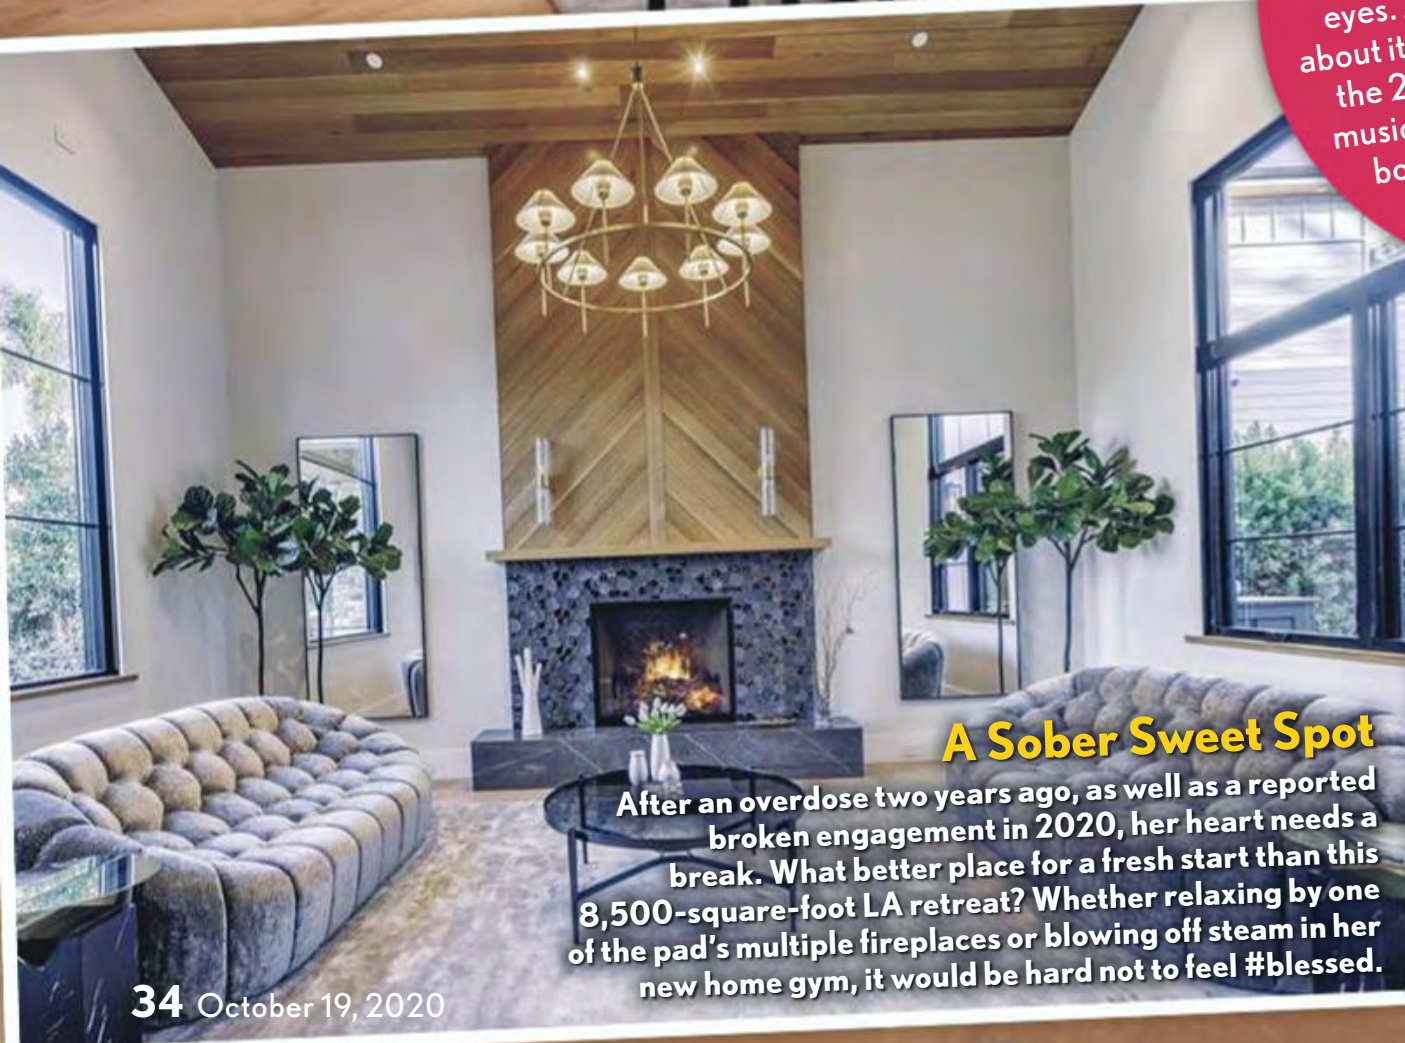 eyes.
about it
the 2
music
bo
A Sober Sweet Spot
After an overdose two years ago, as well as a reported
broken engagement in 2020, her heart needs a
break. What better place for a fresh start than this
8,500-square-foot LA retreat? Whether relaxing by one
of the pad's multiple fireplaces or blowing off steam in her
new home gym, it would be hard not to feel #blessed.
34 October 19, 2020